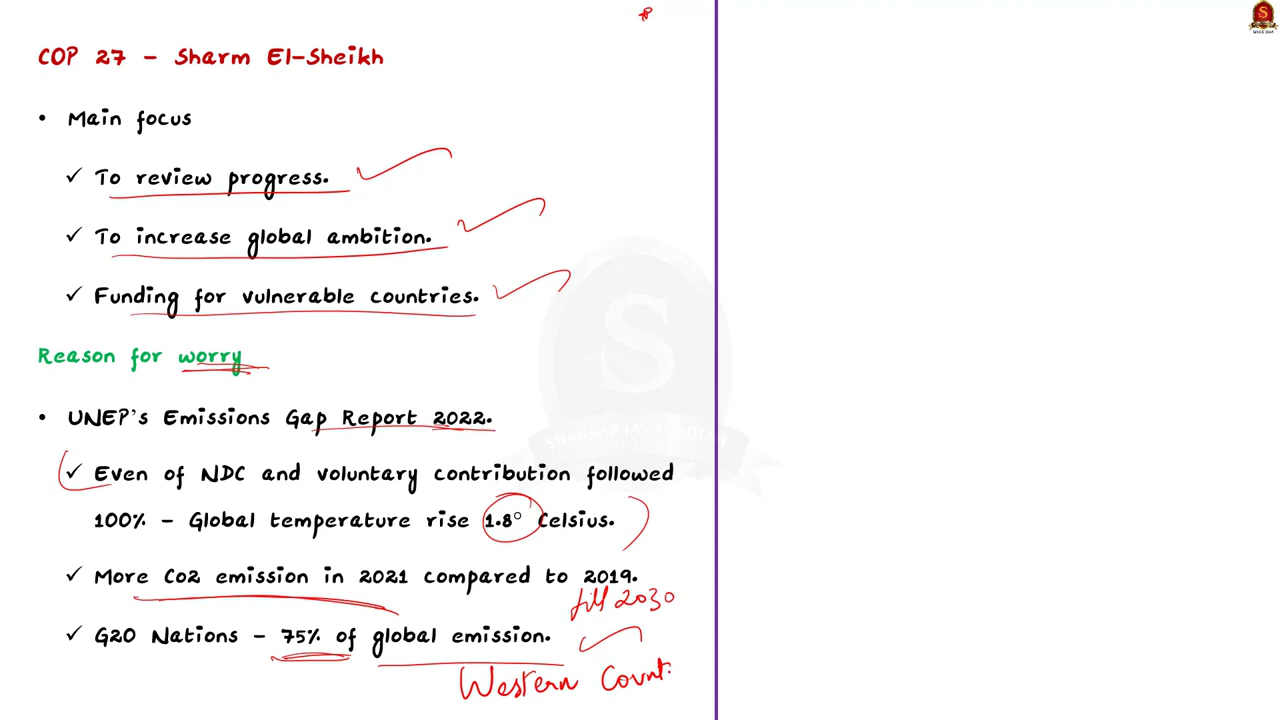 COP 27 - Sharm El-Sheikh
• Main focus
✓ To review progress.
✓ To increase global ambition.
✓ Funding for vulnerable countries.
Reason for worry
• UNEP's Emissions Gap Report 2022.
✓ Even of NDC and voluntary contribution followed
100% - Global temperature rise 1.8° Celsius.
✓ More Co2 emission in 2021 compared to 2019.
till 2030
✓ G20 Nations - 75% of global emission.
Western Count.
S
SHANKAR IAS ACADEMY
S